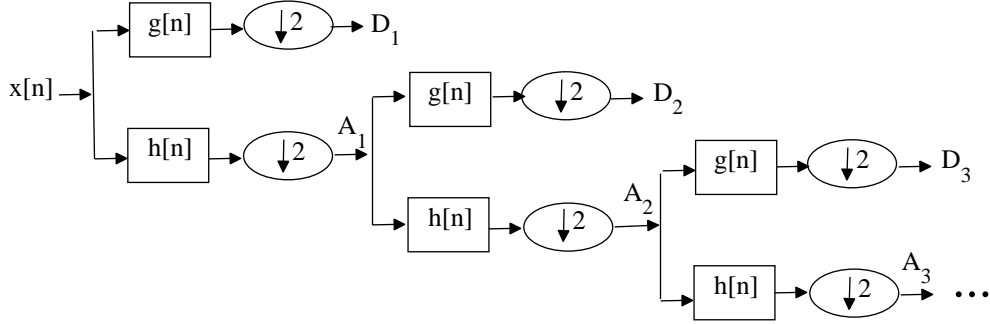 g[n] ↓2 D1
x[n]
h[n] ↓2 A1
g[n] ↓2 D2
h[n] ↓2 A2
g[n] ↓2 D3
h[n] ↓2 A3 ...